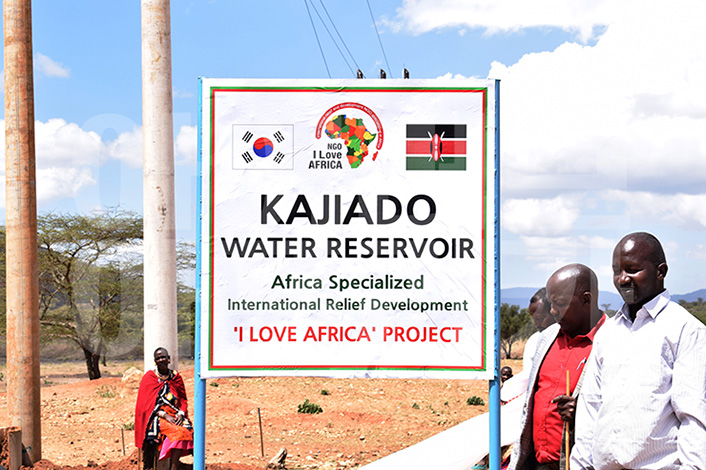 NGO
I Love
AFRICA
KAJIADO
WATER RESERVOIR
Africa Specialized
International Relief Development
'I LOVE AFRICA' PROJECT